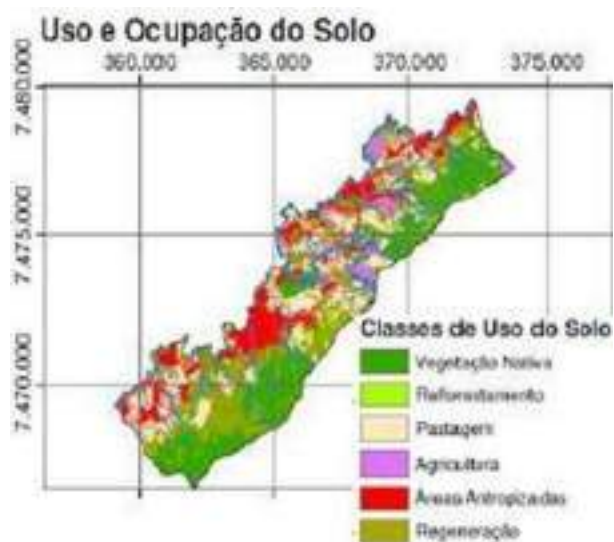 Uso e Ocupação do Solo
360.000 365.000 370.000 375.000
7.480.000
7.475.000
7.470.000
Classes de Uso do Solo
Vegetação Nativa
Reflorestamento
Pastagem
Agricultura
Áreas Antropizadas
Regeneração